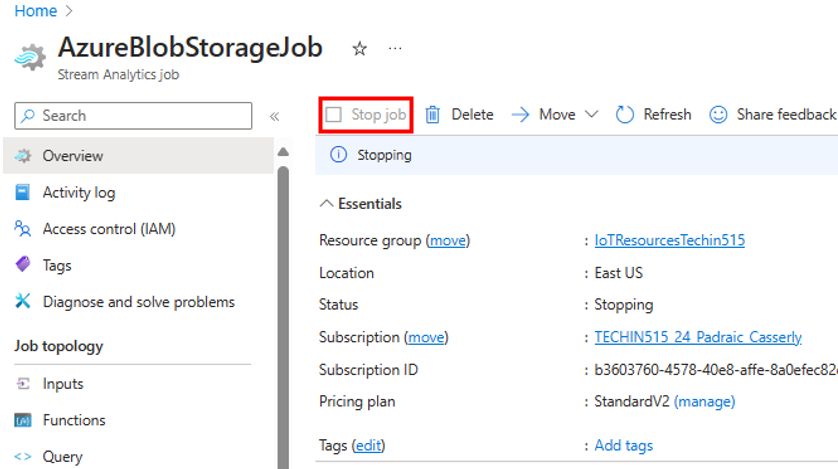 Home
AzureBlobStorageJob
Stream Analytics job
Search
Stop job Delete Move Refresh Share feedback
Overview
Stopping
Activity log
Essentials
Access control (IAM)
Resource group (move) : IoTResourcesTechin515
Tags
Location : East US
Diagnose and solve problems
Status : Stopping
Job topology
Subscription (move) : TECHIN515_24_Padraic_Casserly
Inputs
Subscription ID : b3603760-4578-40e8-affe-8a0efec82
Functions
Pricing plan : StandardV2 (manage)
Query
Tags (edit) : Add tags